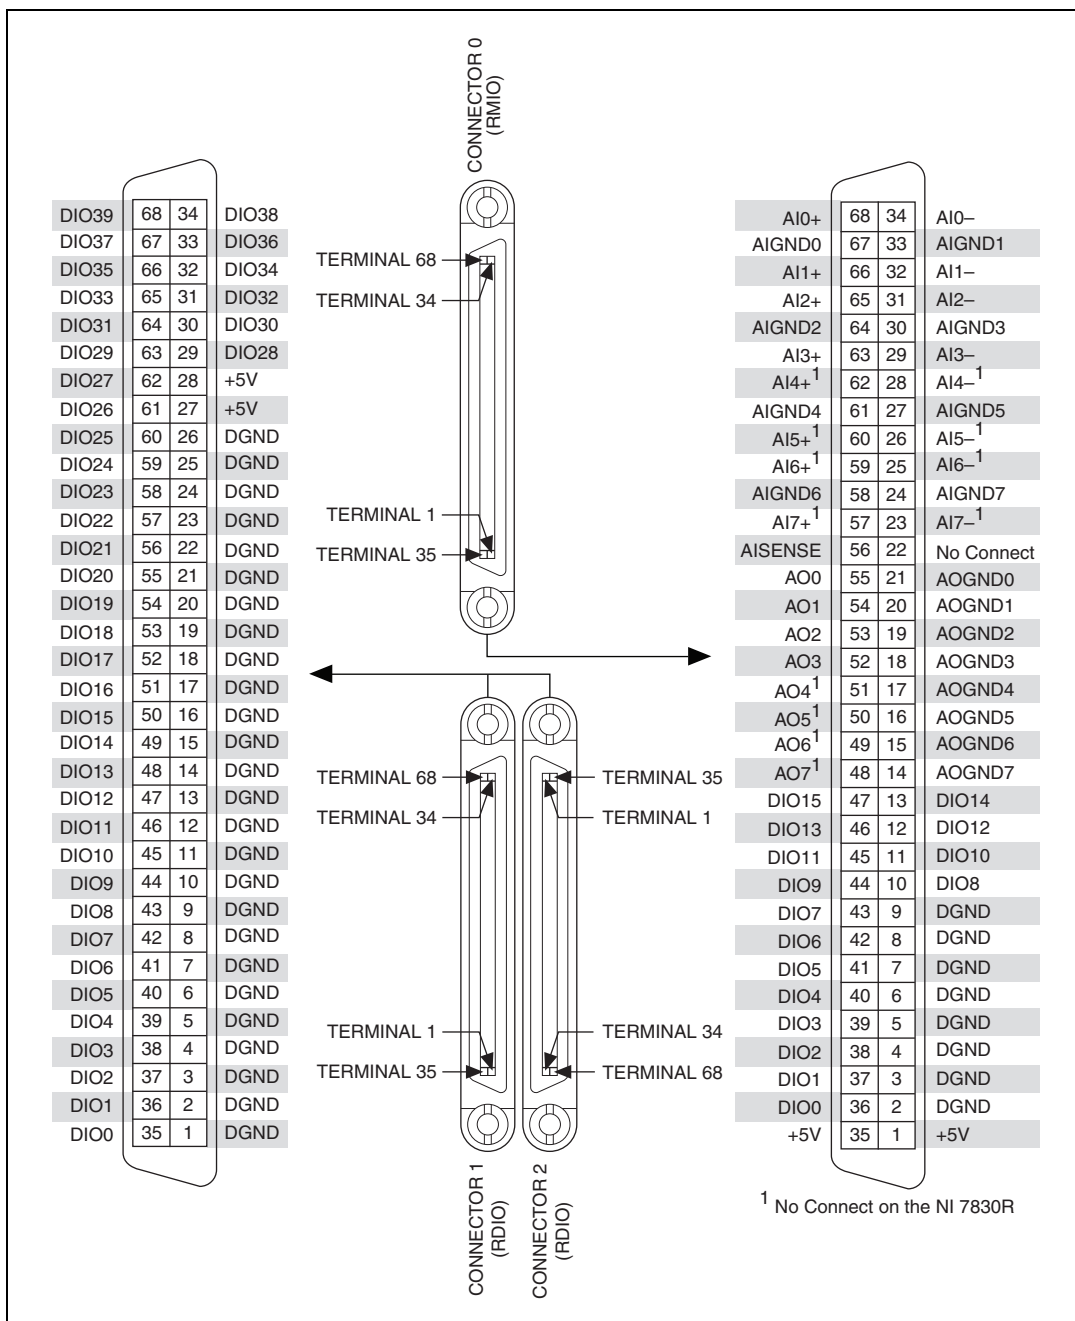 CONNECTOR 0
(RMIO)
TERMINAL 68
TERMINAL 34
TERMINAL 1
TERMINAL 35
DIO39 68 34 DIO38
DIO37 67 33 DIO36
DIO35 66 32 DIO34
DIO33 65 31 DIO32
DIO31 64 30 DIO30
DIO29 63 29 DIO28
DIO27 62 28 +5V
DIO26 61 27 +5V
DIO25 60 26 DGND
DIO24 59 25 DGND
DIO23 58 24 DGND
DIO22 57 23 DGND
DIO21 56 22 DGND
DIO20 55 21 DGND
DIO19 54 20 DGND
DIO18 53 19 DGND
DIO17 52 18 DGND
DIO16 51 17 DGND
DIO15 50 16 DGND
DIO14 49 15 DGND
DIO13 48 14 DGND
DIO12 47 13 DGND
DIO11 46 12 DGND
DIO10 45 11 DGND
DIO9 44 10 DGND
DIO8 43 9 DGND
DIO7 42 8 DGND
DIO6 41 7 DGND
DIO5 40 6 DGND
DIO4 39 5 DGND
DIO3 38 4 DGND
DIO2 37 3 DGND
DIO1 36 2 DGND
DIO0 35 1 DGND
TERMINAL 68
TERMINAL 34
TERMINAL 35
TERMINAL 1
TERMINAL 1
TERMINAL 35
TERMINAL 34
TERMINAL 68
CONNECTOR 1
(RDIO)
CONNECTOR 2
(RDIO)
AI0+ 68 34 AI0–
AIGND0 67 33 AIGND1
AI1+ 66 32 AI1–
AI2+ 65 31 AI2–
AIGND2 64 30 AIGND3
AI3+ 63 29 AI3–
AI4+1 62 28 AI4–1
AIGND4 61 27 AIGND5
AI5+1 60 26 AI5–1
AI6+1 59 25 AI6–1
AIGND6 58 24 AIGND7
AI7+1 57 23 AI7–1
AISENSE 56 22 No Connect
AO0 55 21 AOGND0
AO1 54 20 AOGND1
AO2 53 19 AOGND2
AO3 52 18 AOGND3
AO41 51 17 AOGND4
AO51 50 16 AOGND5
AO61 49 15 AOGND6
AO71 48 14 AOGND7
DIO15 47 13 DIO14
DIO13 46 12 DIO12
DIO11 45 11 DIO10
DIO9 44 10 DIO8
DIO7 43 9 DGND
DIO6 42 8 DGND
DIO5 41 7 DGND
DIO4 40 6 DGND
DIO3 39 5 DGND
DIO2 38 4 DGND
DIO1 37 3 DGND
DIO0 36 2 DGND
+5V 35 1 +5V
1 No Connect on the NI 7830R